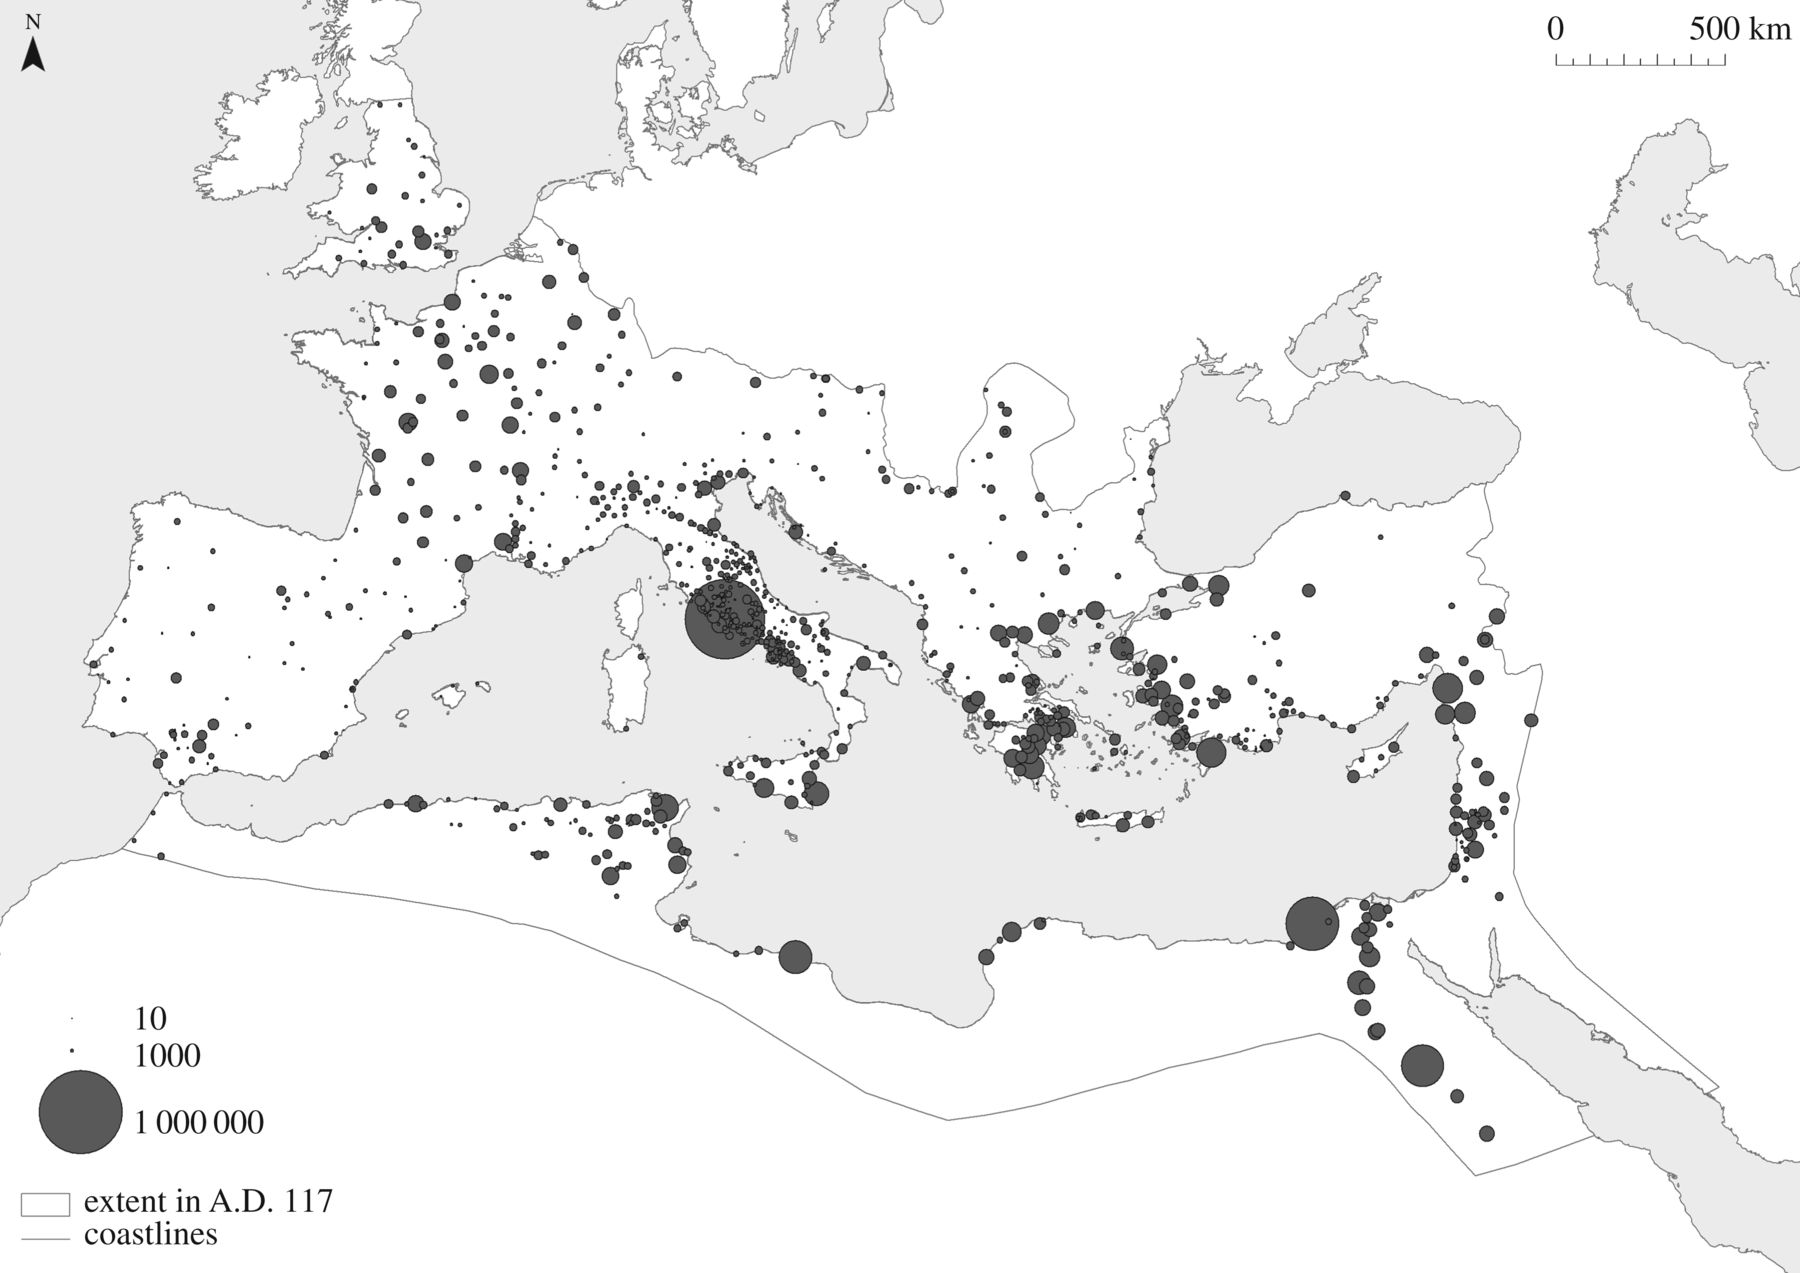 N
0 500 km
10
1000
1 000 000
extent in A.D. 117
coastlines